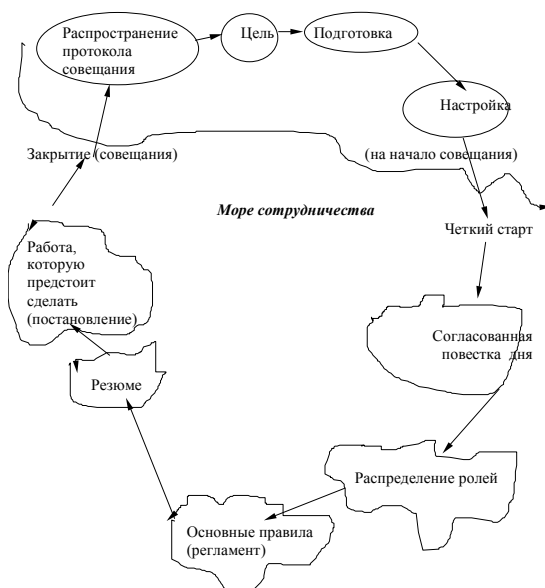 Распространение
протокола
совещания
Цель
Подготовка
Настройка
(на начало совещания)
Закрытие (совещания)
Море сотрудничества
Четкий старт
Работа,
которую
предстоит
сделать
(постановление)
Согласованная
повестка дня
Резюме
Распределение ролей
Основные правила
(регламент)